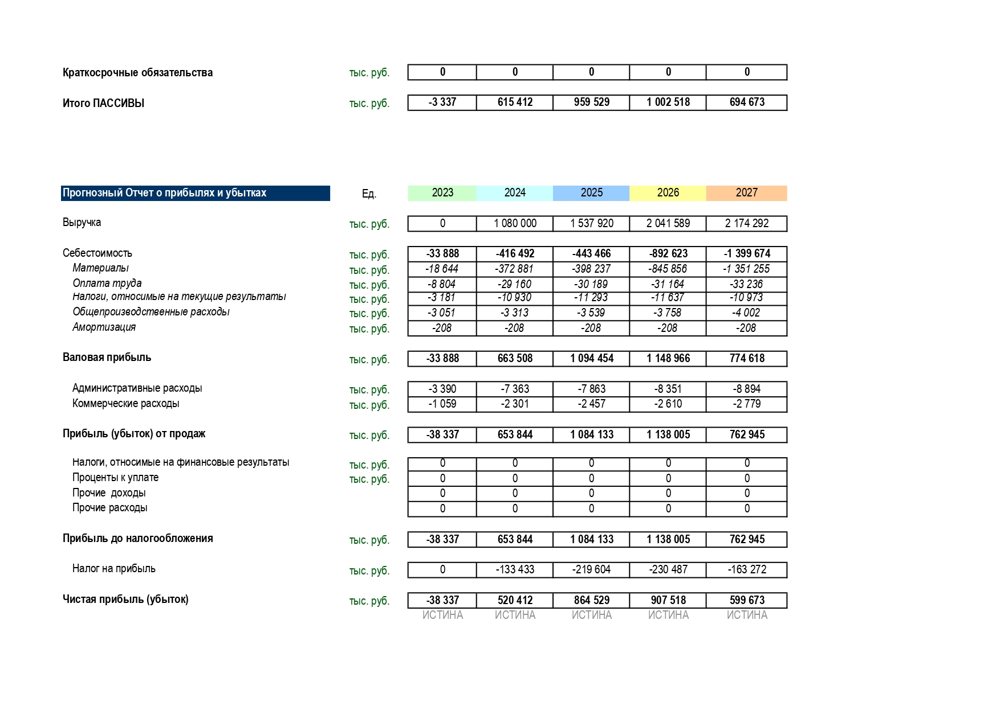 Краткосрочные обязательства тыс. руб. 0 0 0 0 0
Итого ПАССИВЫ тыс. руб. -3 337 615 412 959 529 1 002 518 694 673
Прогнозный Отчет о прибылях и убытках Ед. 2023 2024 2025 2026 2027
Выручка тыс. руб. 0 1 080 000 1 537 920 2 041 589 2 174 292
Себестоимость тыс. руб. -33 888 -416 492 -443 466 -892 623 -1 399 674
Материалы тыс. руб. -18 644 -372 881 -398 237 -845 856 -1 351 255
Оплата труда тыс. руб. -8 804 -29 160 -30 189 -31 164 -33 236
Налоги, относимые на текущие результаты тыс. руб. -3 181 -10 930 -11 293 -11 637 -10 973
Общепроизводственные расходы тыс. руб. -3 051 -3 313 -3 539 -3 758 -4 002
Амортизация тыс. руб. -208 -208 -208 -208 -208
Валовая прибыль тыс. руб. -33 888 663 508 1 094 454 1 148 966 774 618
Административные расходы тыс. руб. -3 390 -7 363 -7 863 -8 351 -8 894
Коммерческие расходы тыс. руб. -1 059 -2 301 -2 457 -2 610 -2 779
Прибыль (убыток) от продаж тыс. руб. -38 337 653 844 1 084 133 1 138 005 762 945
Налоги, относимые на финансовые результаты тыс. руб. 0 0 0 0 0
Проценты к уплате тыс. руб. 0 0 0 0 0
Прочие доходы 0 0 0 0 0
Прочие расходы 0 0 0 0 0
Прибыль до налогообложения тыс. руб. -38 337 653 844 1 084 133 1 138 005 762 945
Налог на прибыль тыс. руб. 0 -133 433 -219 604 -230 487 -163 272
Чистая прибыль (убыток) тыс. руб. -38 337 520 412 864 529 907 518 599 673
ИСТИНА ИСТИНА ИСТИНА ИСТИНА ИСТИНА